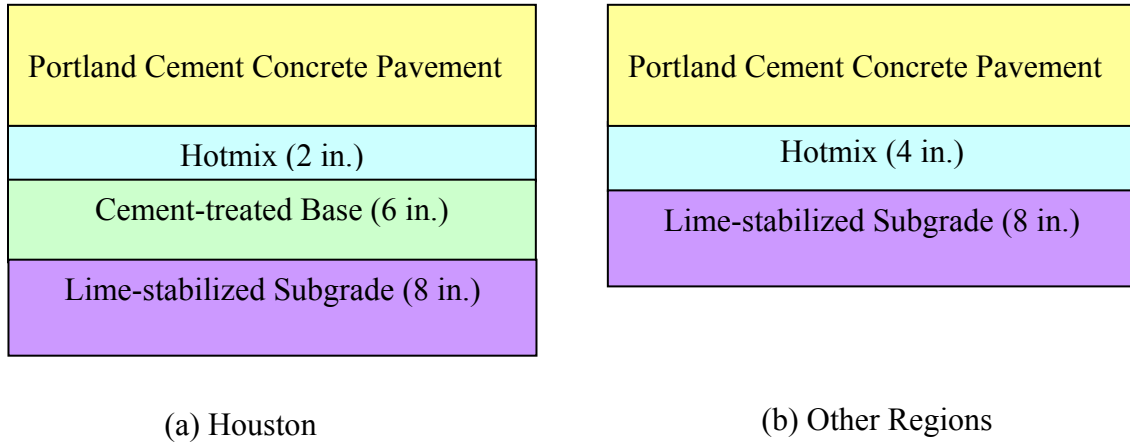 Portland Cement Concrete Pavement
Hotmix (2 in.)
Cement-treated Base (6 in.)
Lime-stabilized Subgrade (8 in.)
(a) Houston
Portland Cement Concrete Pavement
Hotmix (4 in.)
Lime-stabilized Subgrade (8 in.)
(b) Other Regions